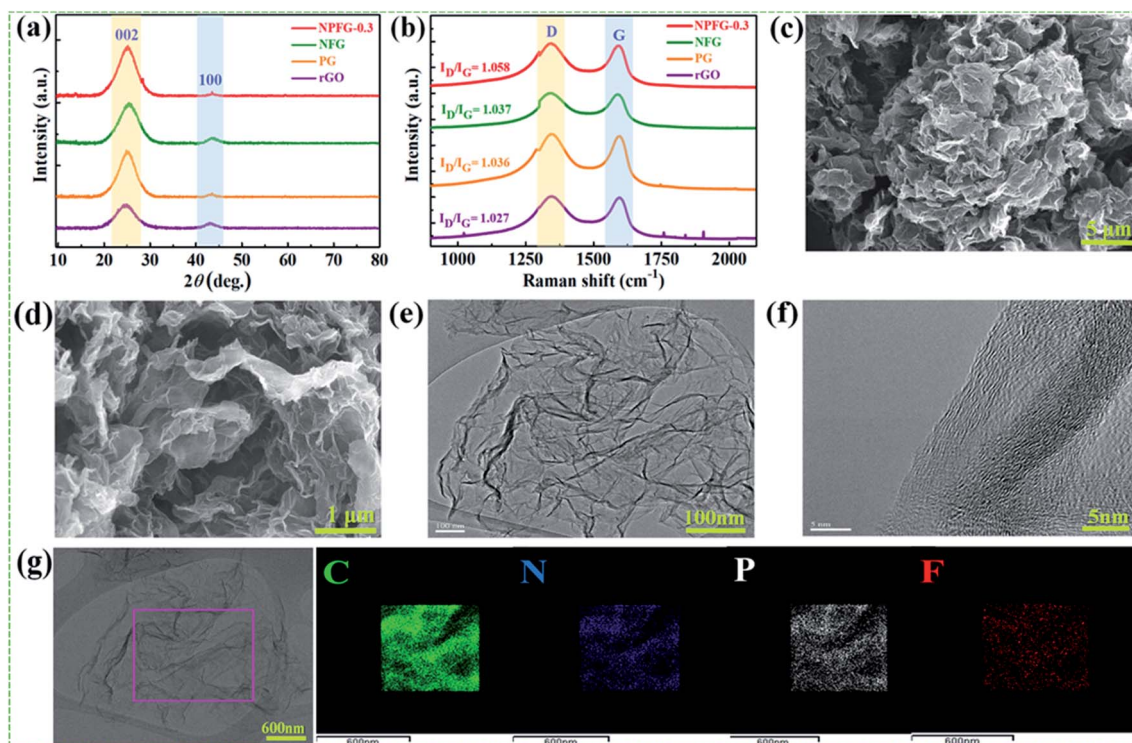 (a)
002
100
NPFG-0.3
NFG
PG
rGO
Intensity (a.u.)
10 20 30 40 50 60 70 80
2θ (deg.)
(b)
D
G
NPFG-0.3
NFG
PG
rGO
I_D/I_G= 1.058
I_D/I_G= 1.037
I_D/I_G= 1.036
I_D/I_G= 1.027
Intensity (a.u.)
1000 1250 1500 1750 2000
Raman shift (cm⁻¹)
(c)
5 μm
(d)
1 μm
(e)
100 nm
100nm
(f)
5 nm
5nm
(g)
600nm
C
N
P
F
600nm
600nm
600nm
600nm